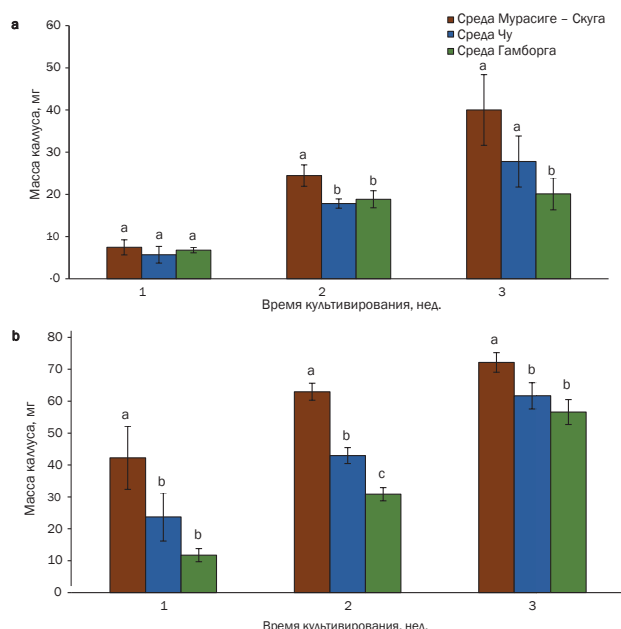 a
60
50
40
30
20
10
-0
Масса каллуса, мг
Среда Мурасиге – Скуга
Среда Чу
Среда Гамборга
a a a
a b b
a a b
1 2 3
Время культивирования, нед.
b
80
70
60
50
40
30
20
10
0
Масса каллуса, мг
a b b
a b c
a b b
1 2 3
Время культивирования, нед.